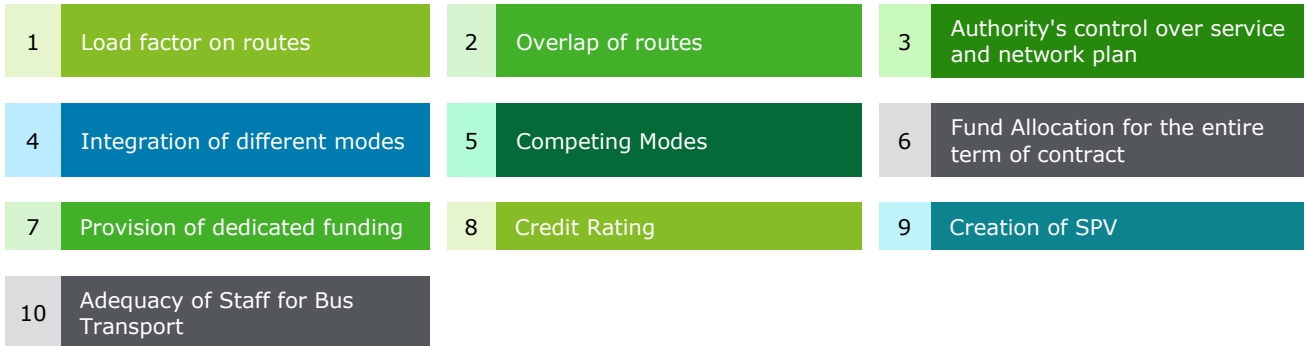 1 Load factor on routes
2 Overlap of routes
3 Authority's control over service
and network plan
4 Integration of different modes
5 Competing Modes
6 Fund Allocation for the entire
term of contract
7 Provision of dedicated funding
8 Credit Rating
9 Creation of SPV
10 Adequacy of Staff for Bus
Transport